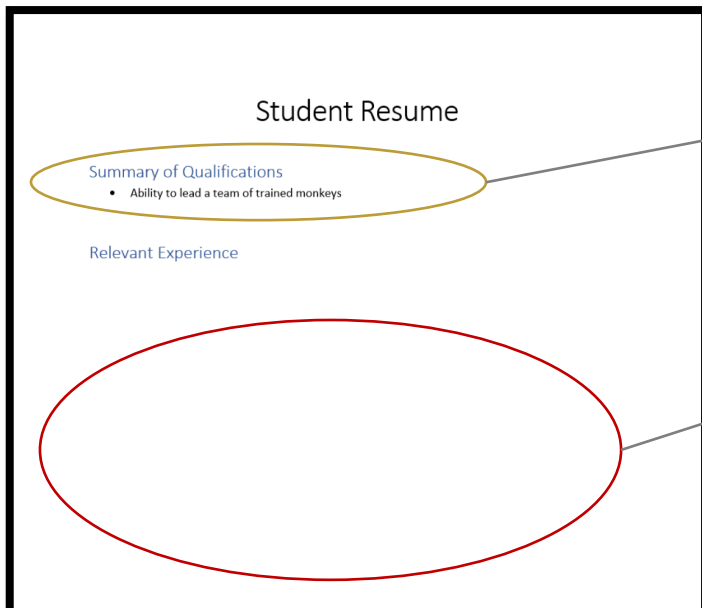 Student Resume
Summary of Qualifications
• Ability to lead a team of trained monkeys
Relevant Experience